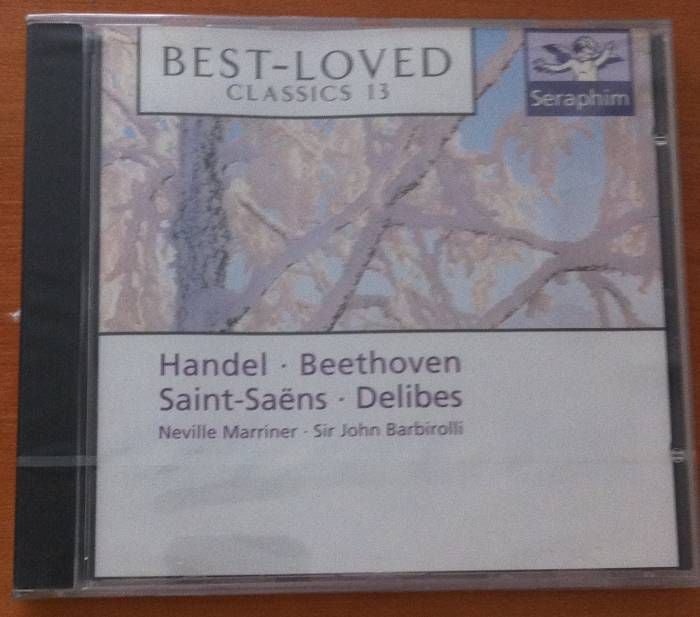 BEST-LOVED
CLASSICS 13
Seraphim
Handel · Beethoven
Saint-Saëns · Delibes
Neville Marriner · Sir John Barbirolli